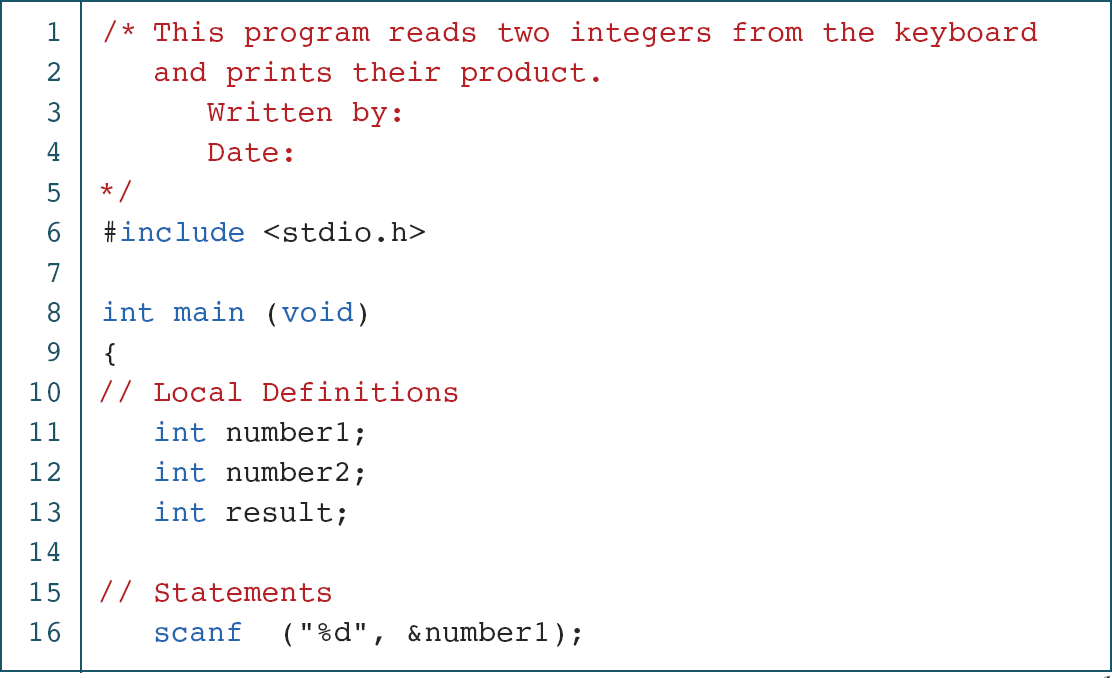 1 /* This program reads two integers from the keyboard
2    and prints their product.
3       Written by:
4       Date:
5 */
6 #include <stdio.h>
7
8 int main (void)
9 {
10 // Local Definitions
11    int number1;
12    int number2;
13    int result;
14
15 // Statements
16    scanf  ("%d", &number1);